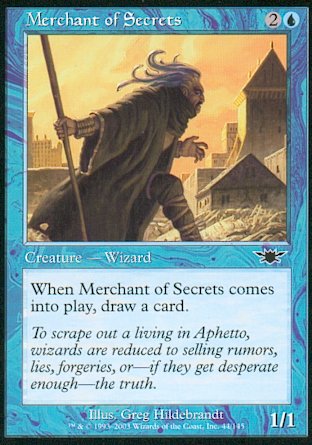 Merchant of Secrets 2
Creature — Wizard
When Merchant of Secrets comes
into play, draw a card.
To scrape out a living in Aphetto,
wizards are reduced to selling rumors,
lies, forgeries, or—if they get desperate
enough—the truth.
Illus. Greg Hildebrandt
™ & © 1993–2003 Wizards of the Coast, Inc. 44/145
1/1